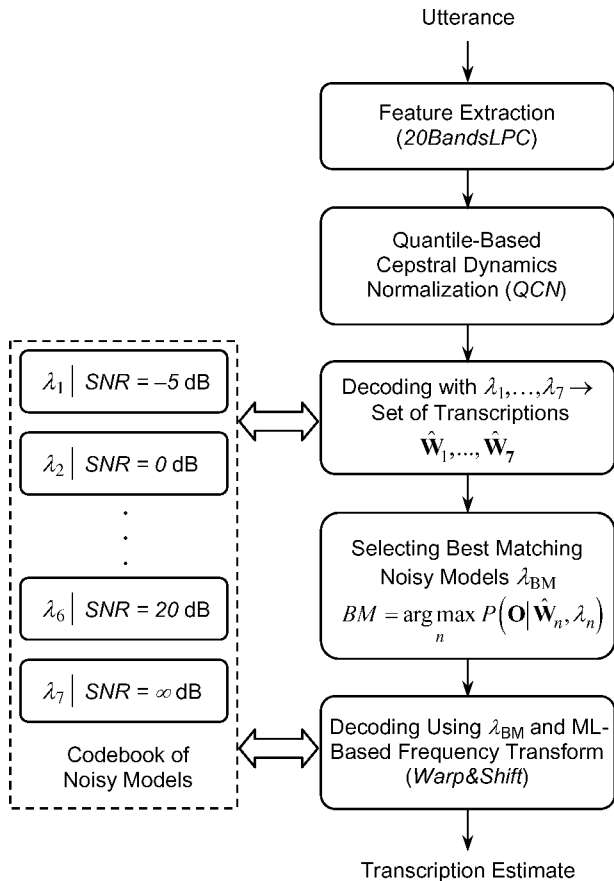 Utterance
Feature Extraction
(20BandsLPC)
Quantile-Based
Cepstral Dynamics
Normalization (QCN)
λ₁ | SNR = –5 dB
λ₂ | SNR = 0 dB
.
.
.
λ₆ | SNR = 20 dB
λ₇ | SNR = ∞ dB
Codebook of
Noisy Models
Decoding with λ₁,…,λ₇ →
Set of Transcriptions
Ŵ₁,..., Ŵ₇
Selecting Best Matching
Noisy Models λ_BM
BM = arg max P(O|Ŵₙ, λₙ)
n
Decoding Using λ_BM and ML-
Based Frequency Transform
(Warp&Shift)
Transcription Estimate